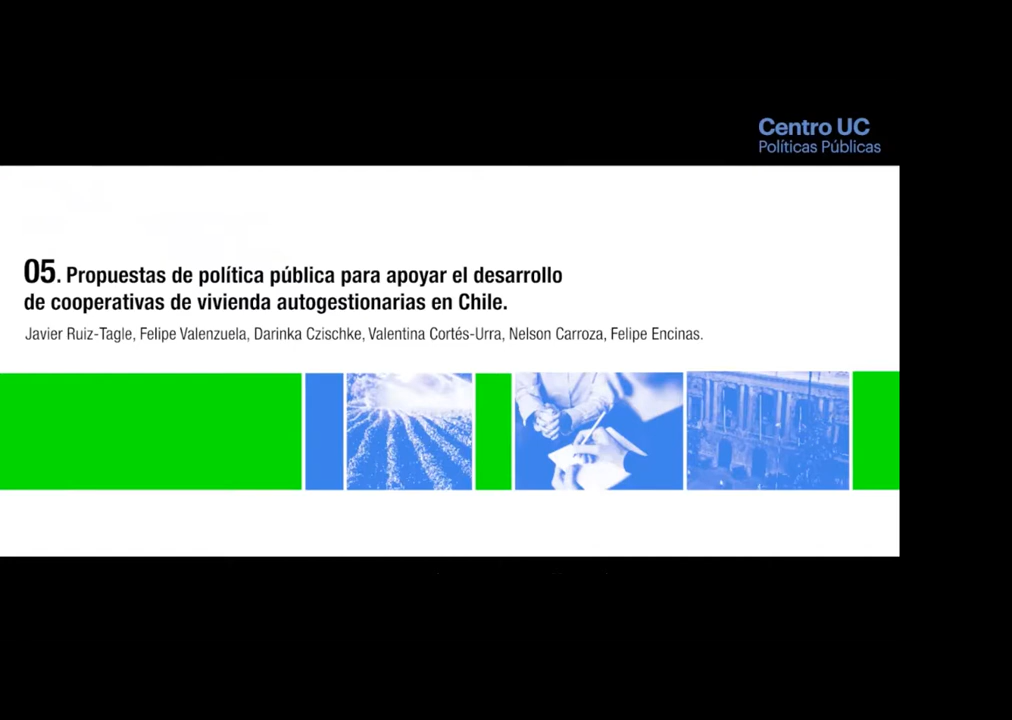 Centro UC
Políticas Públicas
05. Propuestas de política pública para apoyar el desarrollo
de cooperativas de vivienda autogestionarias en Chile.
Javier Ruiz-Tagle, Felipe Valenzuela, Darinka Czischke, Valentina Cortés-Urra, Nelson Carroza, Felipe Encinas.